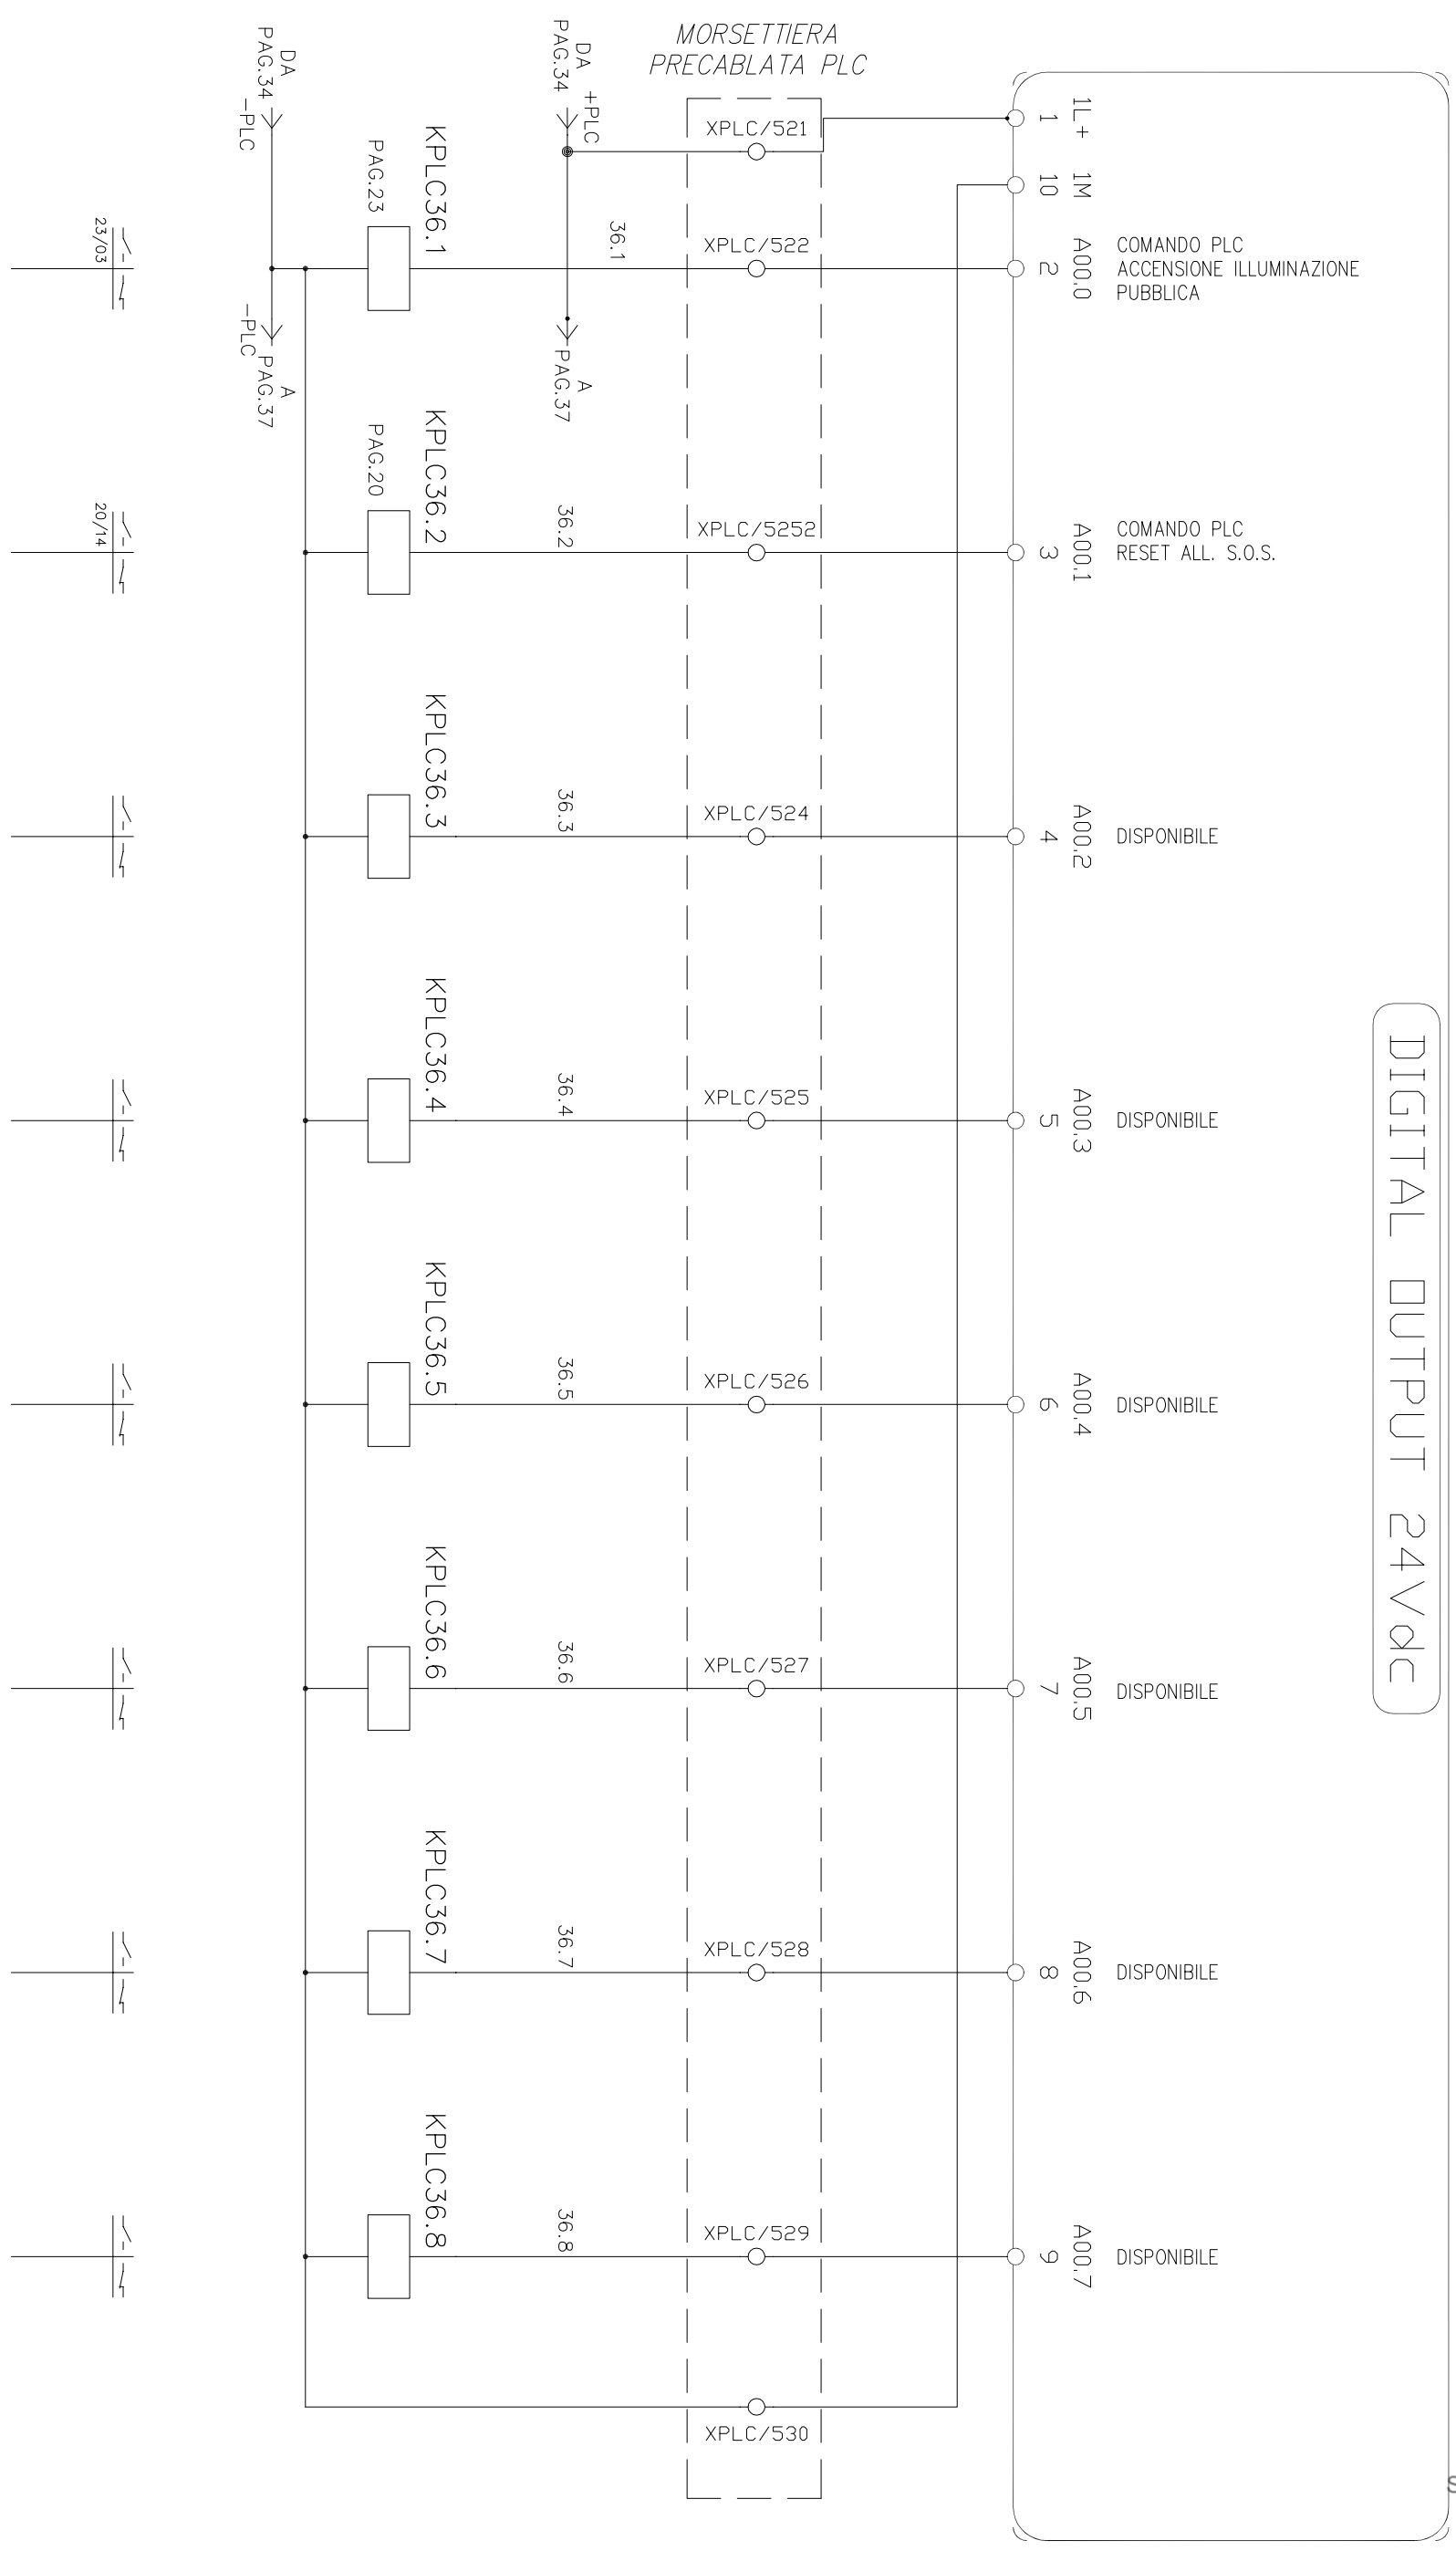 MORSETTIERA
PRECABLATA PLC
DA
PAG.34
-PLC
DA
PAG.34
+PLC
XPLC/521
1
1L+
10
1M
KPLC36.1
PAG.23
23/03
36.1
XPLC/522
2
A00.0
COMANDO PLC
ACCENSIONE ILLUMINAZIONE
PUBBLICA
-PLC
A
PAG.37
A
PAG.37
KPLC36.2
PAG.20
20/14
36.2
XPLC/5252
3
A00.1
COMANDO PLC
RESET ALL. S.O.S.
KPLC36.3
36.3
XPLC/524
4
A00.2
DISPONIBILE
KPLC36.4
36.4
XPLC/525
5
A00.3
DISPONIBILE
DIGITAL OUTPUT 24Vdc
KPLC36.5
36.5
XPLC/526
6
A00.4
DISPONIBILE
KPLC36.6
36.6
XPLC/527
7
A00.5
DISPONIBILE
KPLC36.7
36.7
XPLC/528
8
A00.6
DISPONIBILE
KPLC36.8
36.8
XPLC/529
9
A00.7
DISPONIBILE
XPLC/530